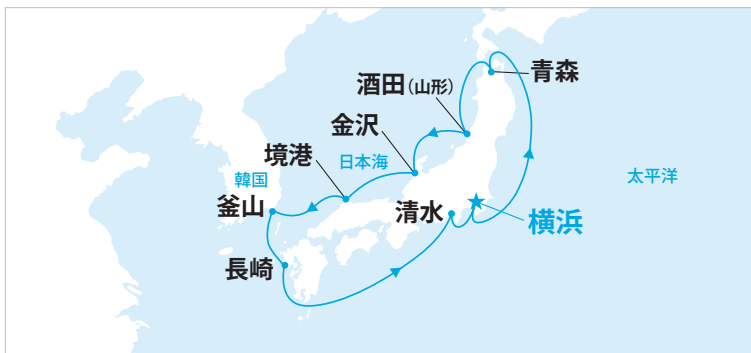 青森
酒田(山形)
金沢
境港
日本海
韓国
釜山
清水
横浜
太平洋
長崎